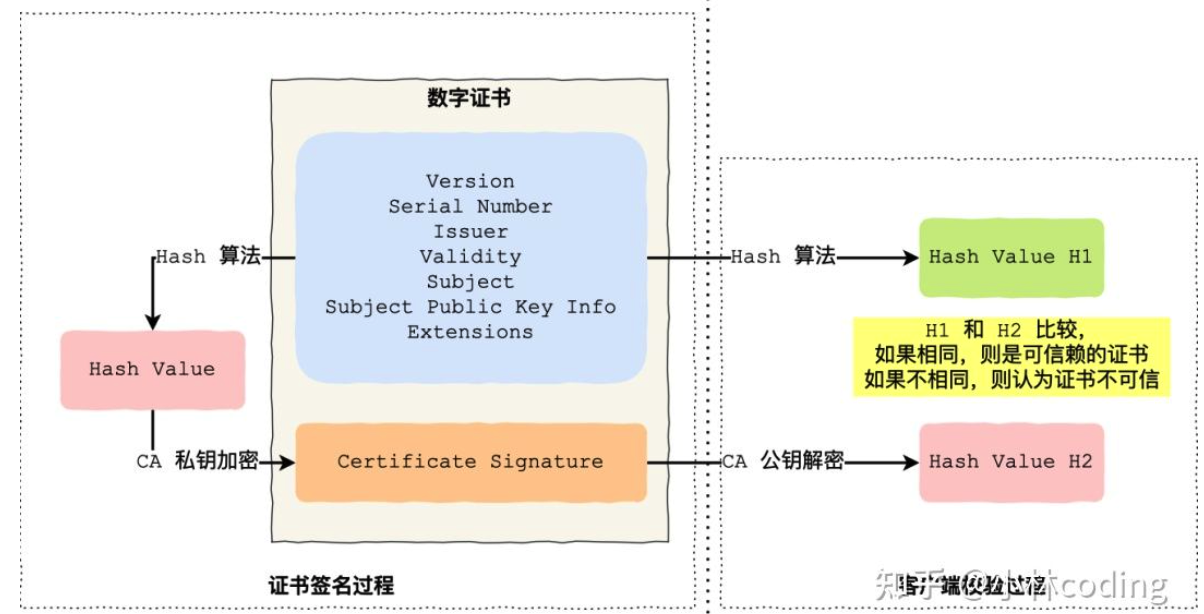 数字证书
Version
Serial Number
Issuer
Validity
Subject
Subject Public Key Info
Extensions
Hash 算法
Hash 算法
Hash Value H1
H1 和 H2 比较,
如果相同，则是可信赖的证书
如果不相同，则认为证书不可信
Hash Value
CA 私钥加密
Certificate Signature
CA 公钥解密
Hash Value H2
证书签名过程
客户端校验过程
知乎 @小林coding